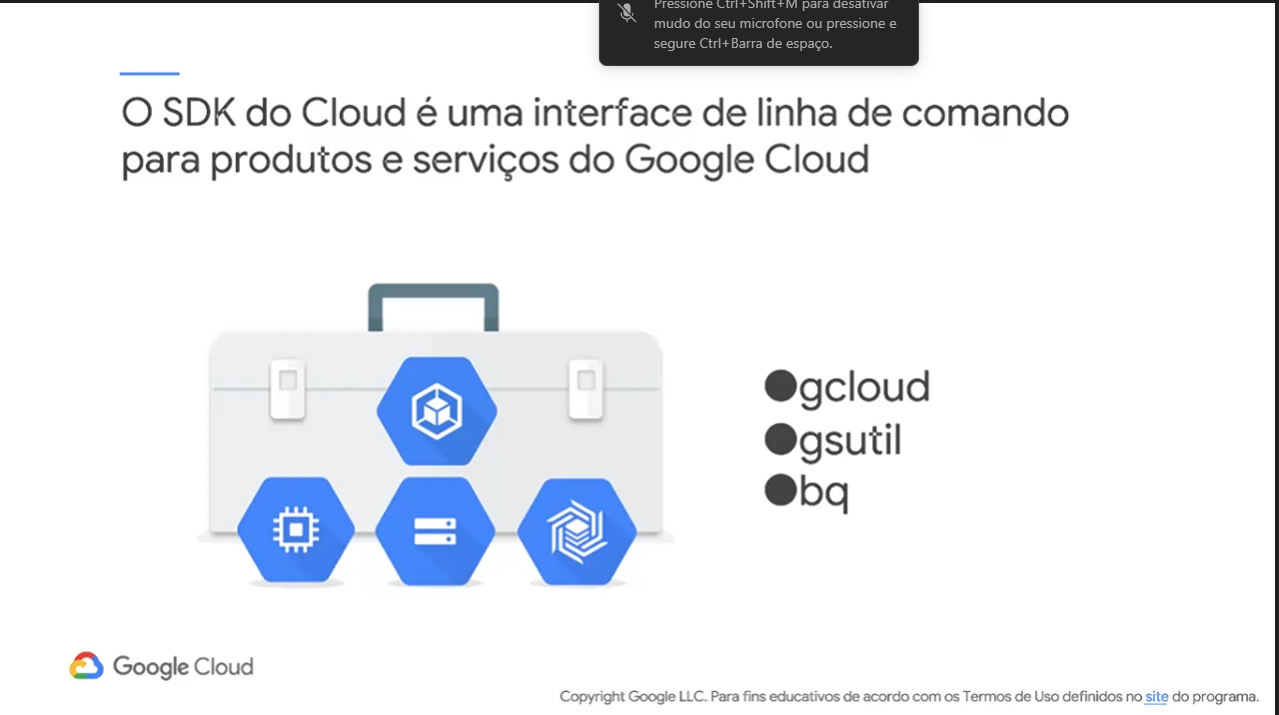 Pressione Ctrl+Shift+M para desativar
mudo do seu microfone ou pressione e
segure Ctrl+Barra de espaço.
O SDK do Cloud é uma interface de linha de comando
para produtos e serviços do Google Cloud
●gcloud
●gsutil
●bq
Google Cloud
Copyright Google LLC. Para fins educativos de acordo com os Termos de Uso definidos no site do programa.